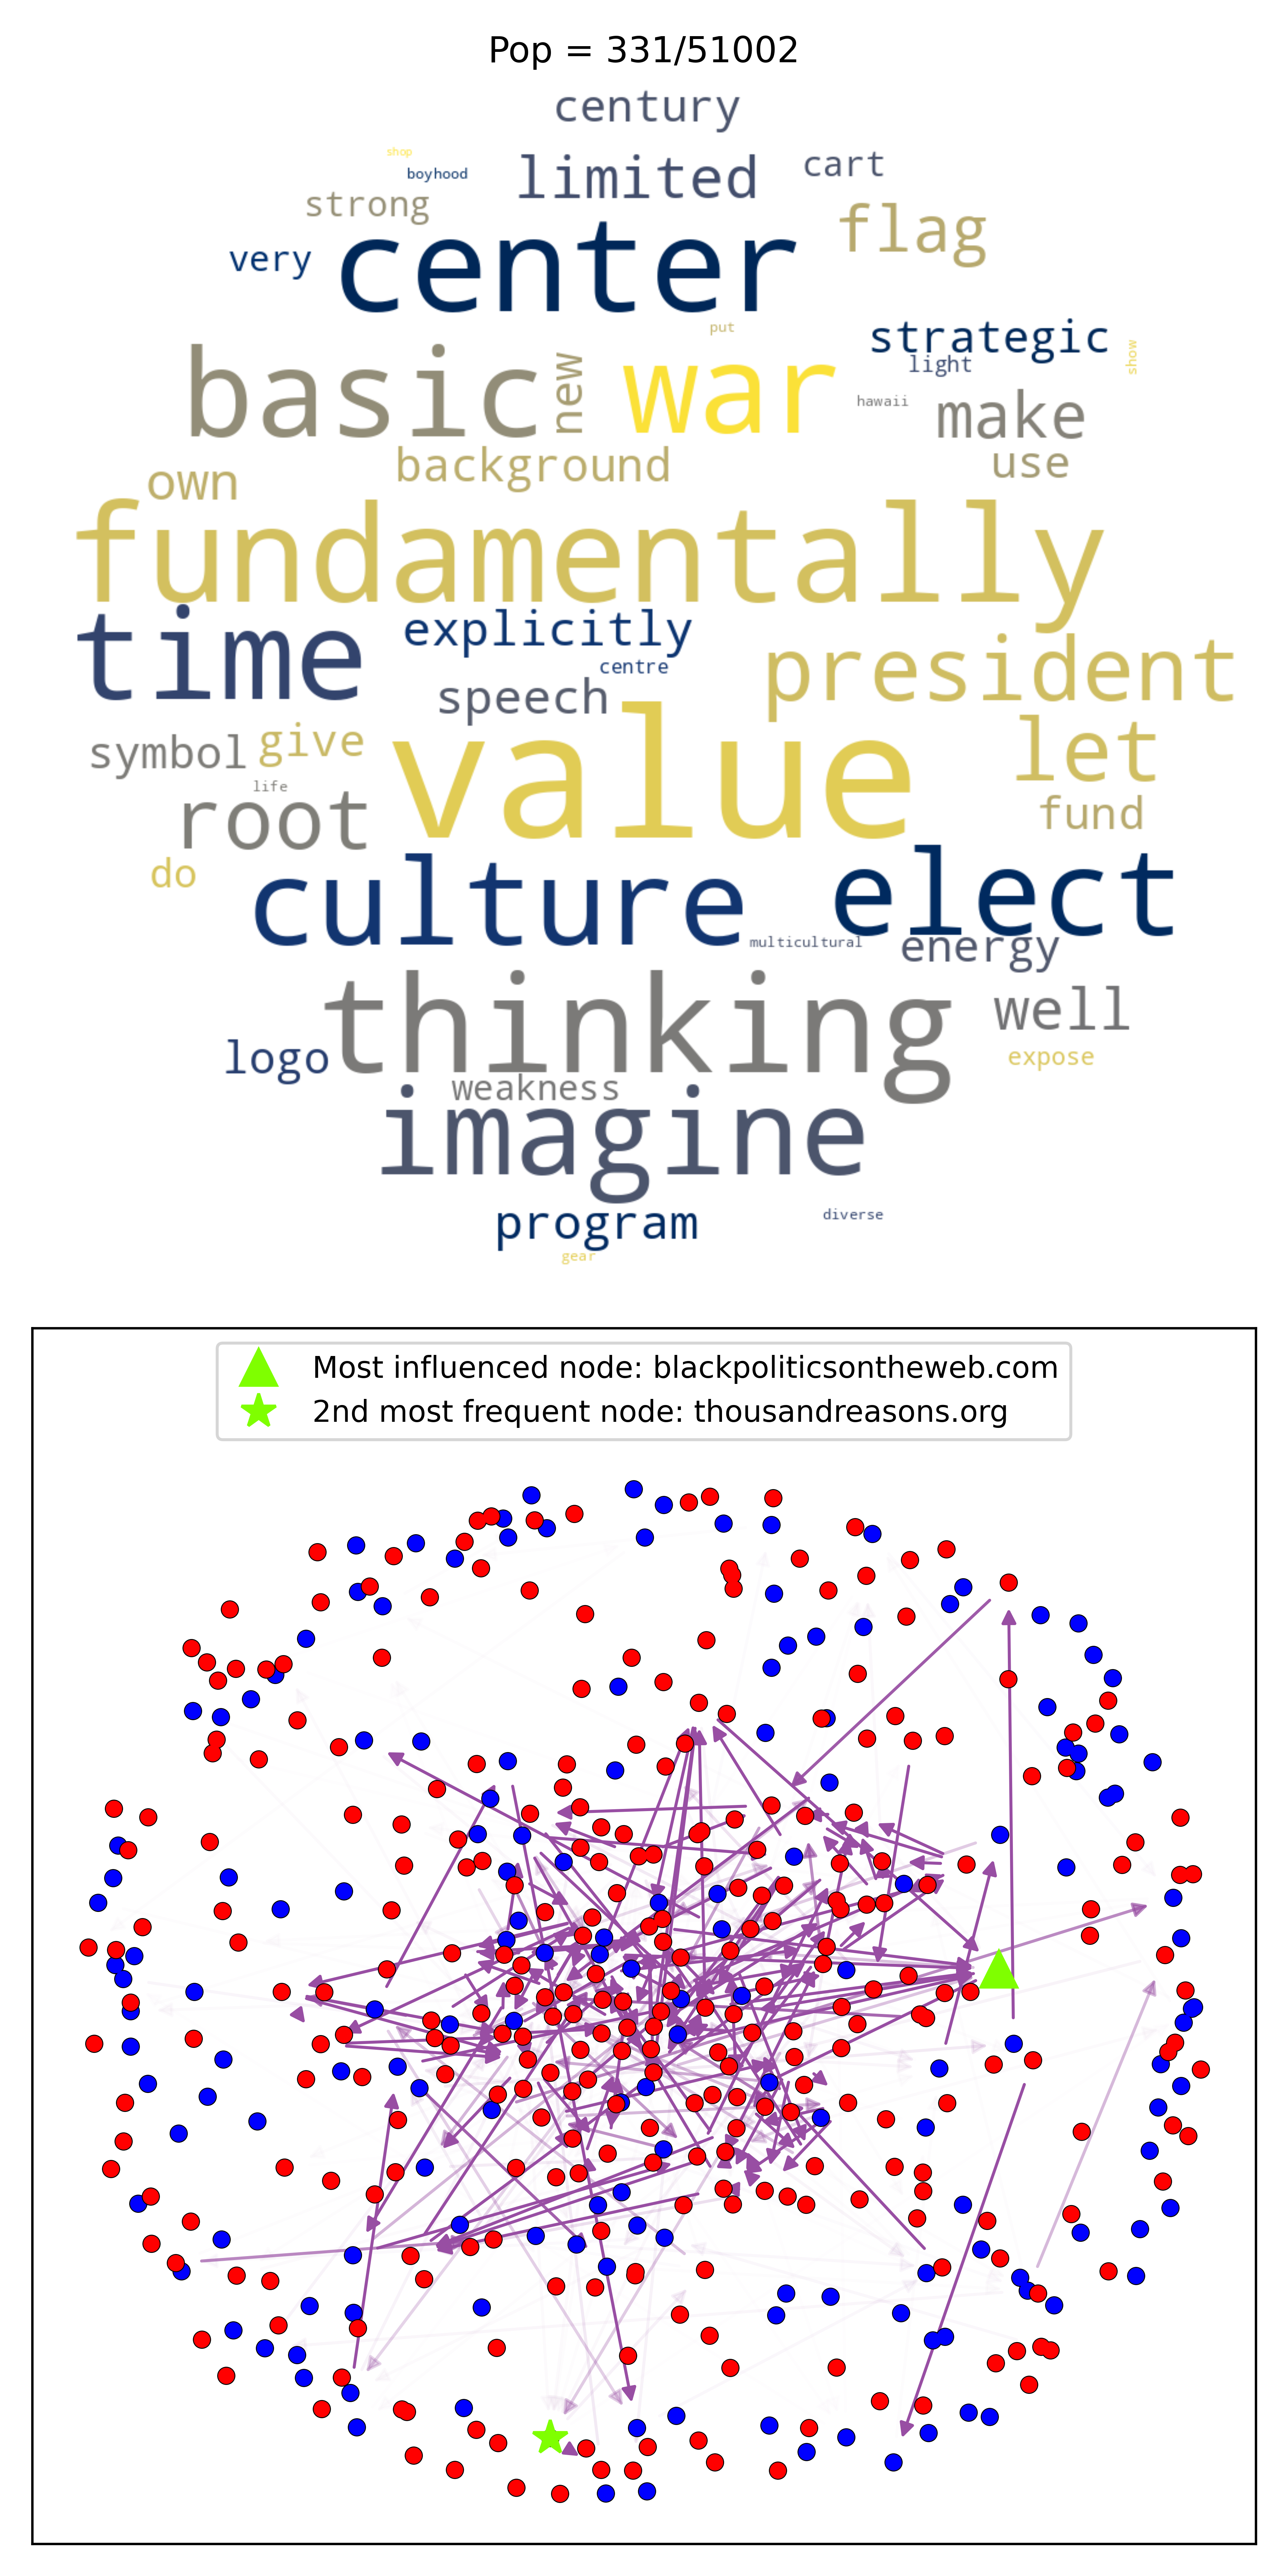 Pop = 331/51002
century
shop
boyhood
limited
cart
strong
flag
very
center
put
strategic
show
light
basic
new
war
hawaii
make
own
background
use
fundamentally
time
explicitly
centre
president
speech
symbol
give
value
let
life
root
fund
do
culture
elect
multicultural
energy
thinking
well
logo
expose
weakness
imagine
program
diverse
gear
Most influenced node: blackpoliticsontheweb.com
2nd most frequent node: thousandreasons.org